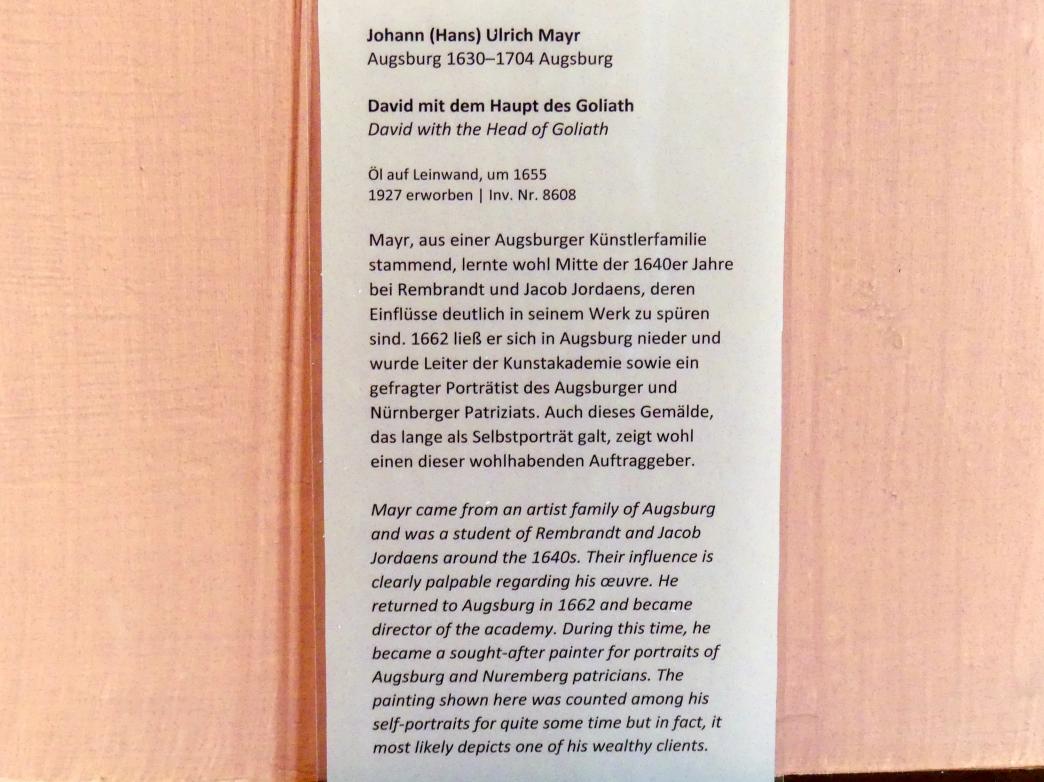 Johann (Hans) Ulrich Mayr
Augsburg 1630–1704 Augsburg
David mit dem Haupt des Goliath
David with the Head of Goliath
Öl auf Leinwand, um 1655
1927 erworben | Inv. Nr. 8608
Mayr, aus einer Augsburger Künstlerfamilie
stammend, lernte wohl Mitte der 1640er Jahre
bei Rembrandt und Jacob Jordaens, deren
Einflüsse deutlich in seinem Werk zu spüren
sind. 1662 ließ er sich in Augsburg nieder und
wurde Leiter der Kunstakademie sowie ein
gefragter Porträtist des Augsburger und
Nürnberger Patriziats. Auch dieses Gemälde,
das lange als Selbstporträt galt, zeigt wohl
einen dieser wohlhabenden Auftraggeber.
Mayr came from an artist family of Augsburg
and was a student of Rembrandt and Jacob
Jordaens around the 1640s. Their influence is
clearly palpable regarding his œuvre. He
returned to Augsburg in 1662 and became
director of the academy. During this time, he
became a sought-after painter for portraits of
Augsburg and Nuremberg patricians. The
painting shown here was counted among his
self-portraits for quite some time but in fact, it
most likely depicts one of his wealthy clients.